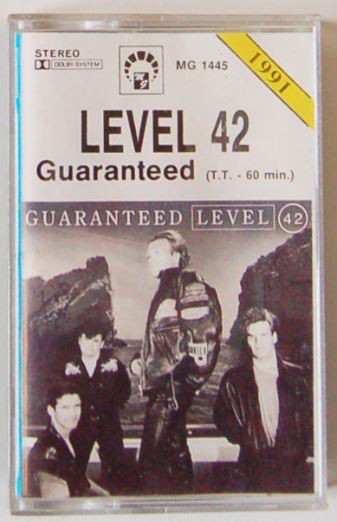 STEREO
DOLBY SYSTEM
MG 1445
1991
LEVEL 42
Guaranteed (T.T. - 60 min.)
GUARANTEED LEVEL 42